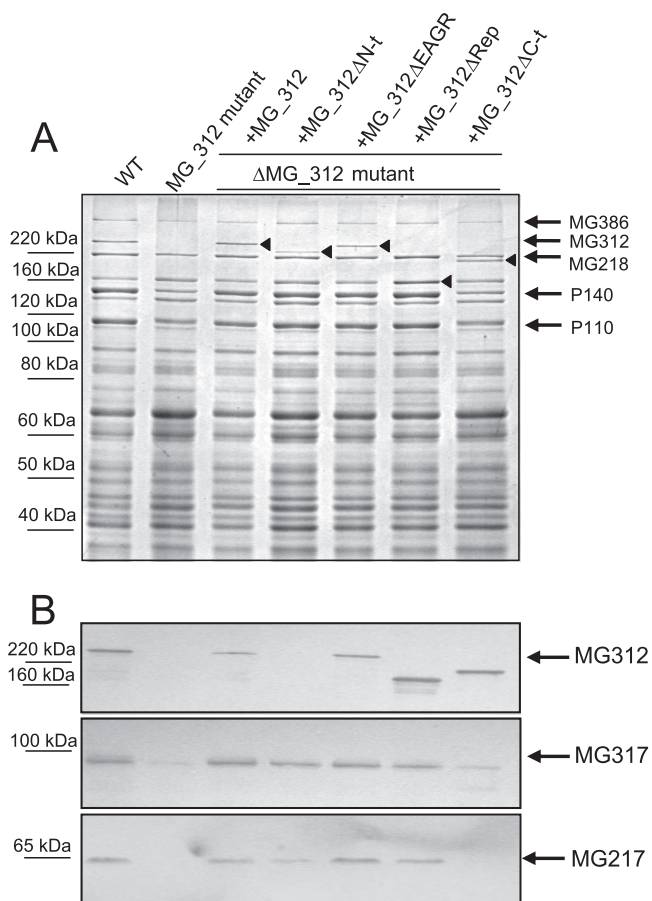 A
WT
MG_312 mutant
+MG_312
+MG_312ΔN-t
+MG_312ΔEAGR
+MG_312ΔRep
+MG_312ΔC-t
ΔMG_312 mutant
220 kDa
160 kDa
120 kDa
100 kDa
80 kDa
60 kDa
50 kDa
40 kDa
MG386
MG312
MG218
P140
P110
B
220 kDa
160 kDa
MG312
100 kDa
MG317
65 kDa
MG217